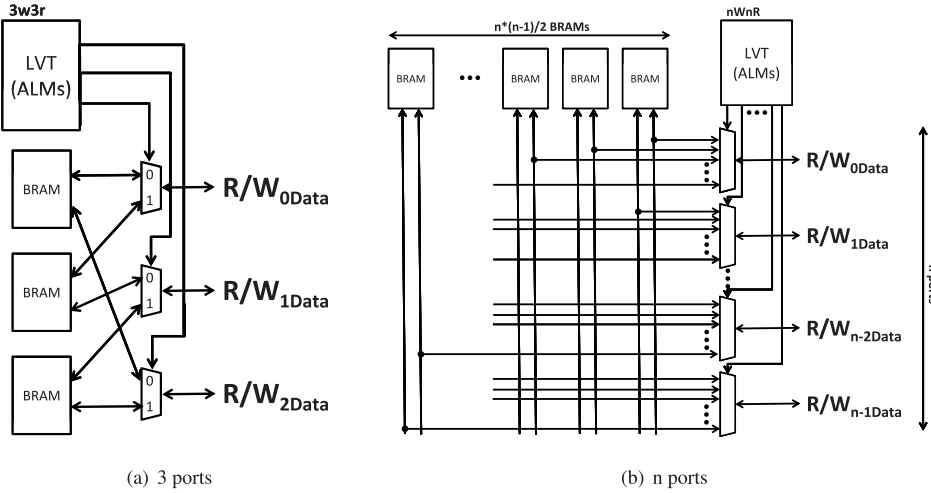 3w3r
LVT
(ALMs)
BRAM
0
1
R/W0Data
BRAM
0
1
R/W1Data
BRAM
0
1
R/W2Data
(a) 3 ports
n*(n-1)/2 BRAMs
nWnR
BRAM
BRAM
BRAM
BRAM
LVT
(ALMs)
R/W0Data
R/W1Data
R/Wn-2Data
R/Wn-1Data
(b) n ports